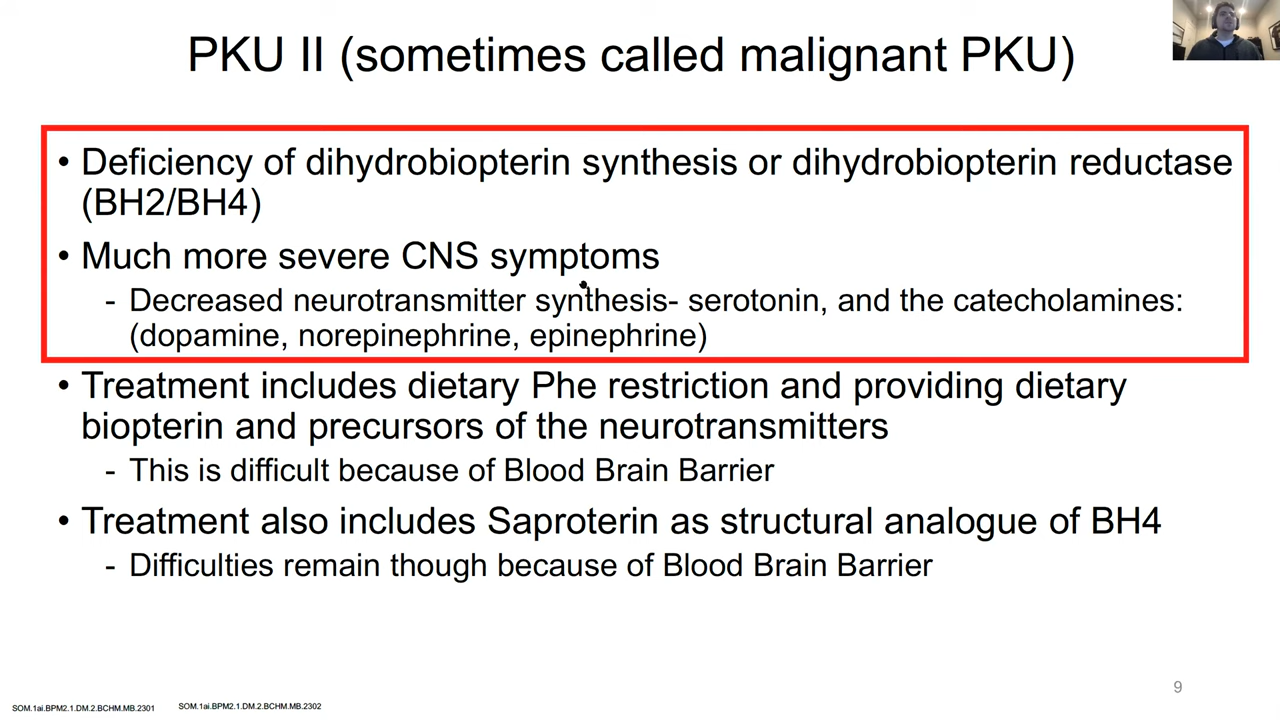 PKU II (sometimes called malignant PKU)
• Deficiency of dihydrobiopterin synthesis or dihydrobiopterin reductase
(BH2/BH4)
• Much more severe CNS symptoms
- Decreased neurotransmitter synthesis- serotonin, and the catecholamines:
(dopamine, norepinephrine, epinephrine)
• Treatment includes dietary Phe restriction and providing dietary
biopterin and precursors of the neurotransmitters
- This is difficult because of Blood Brain Barrier
• Treatment also includes Saproterin as structural analogue of BH4
- Difficulties remain though because of Blood Brain Barrier
9
SOM.1ai.BPM2.1.DM.2.BCHM.MB.2301 SOM.1ai.BPM2.1.DM.2.BCHM.MB.2302